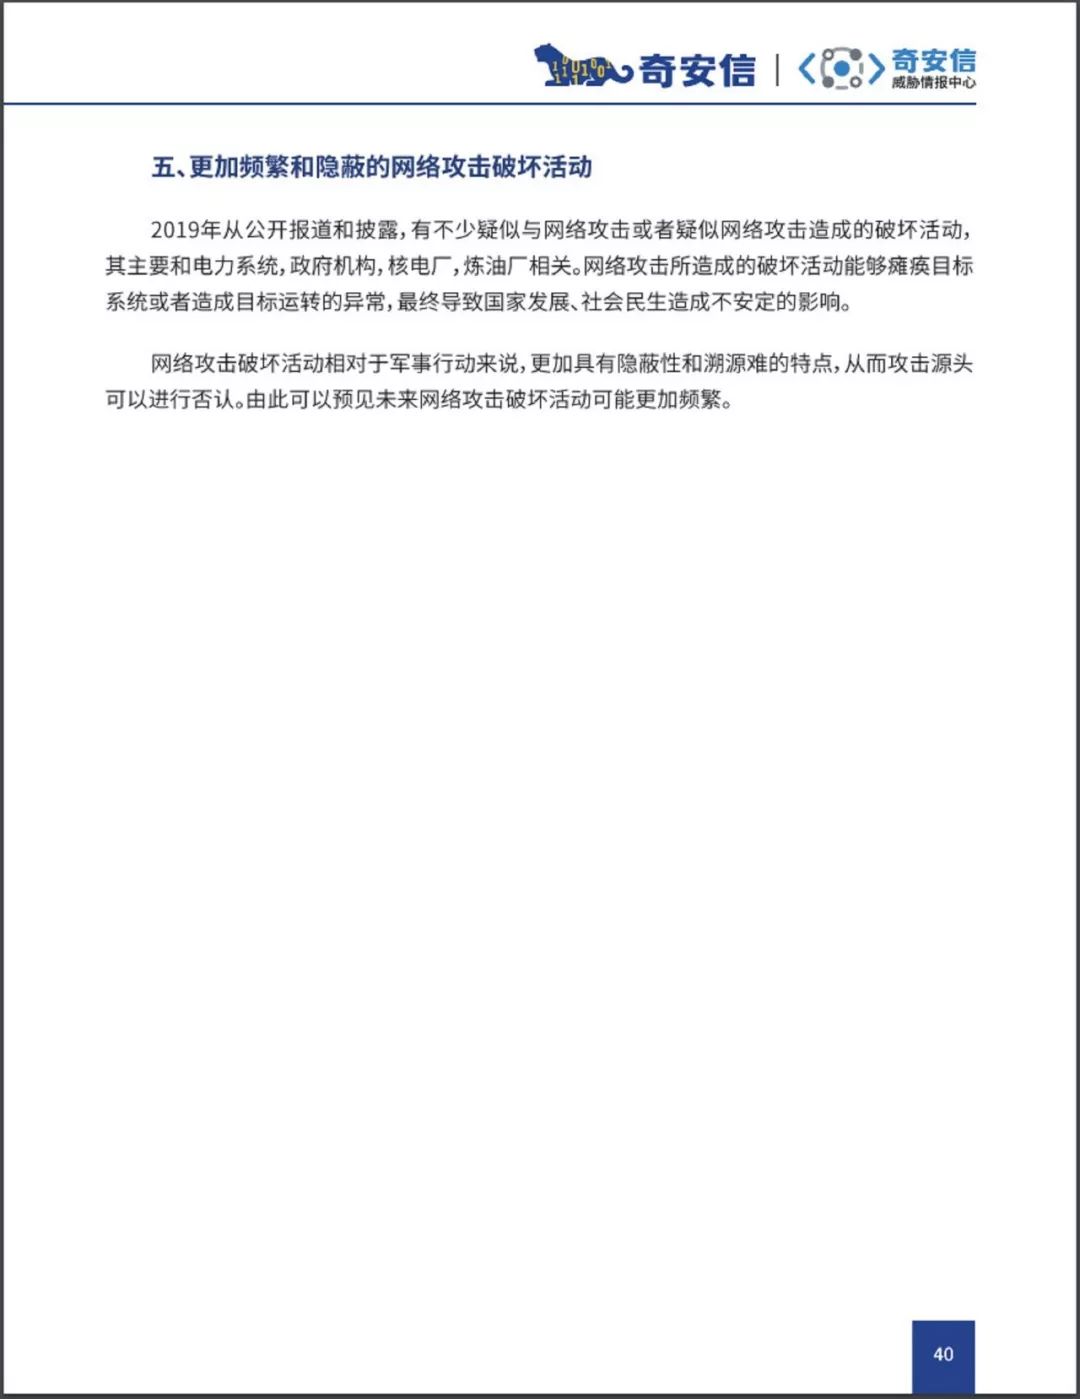 奇安信
奇安信
威胁情报中心
五、更加频繁和隐蔽的网络攻击破坏活动
2019年从公开报道和披露，有不少疑似与网络攻击或者疑似网络攻击造成的破坏活动，
其主要和电力系统，政府机构，核电厂，炼油厂相关。网络攻击所造成的破坏活动能够瘫痪目标
系统或者造成目标运转的异常，最终导致国家发展、社会民生造成不安定的影响。
网络攻击破坏活动相对于军事行动来说，更加具有隐蔽性和溯源难的特点，从而攻击源头
可以进行否认。由此可以预见未来网络攻击破坏活动可能更加频繁。
40